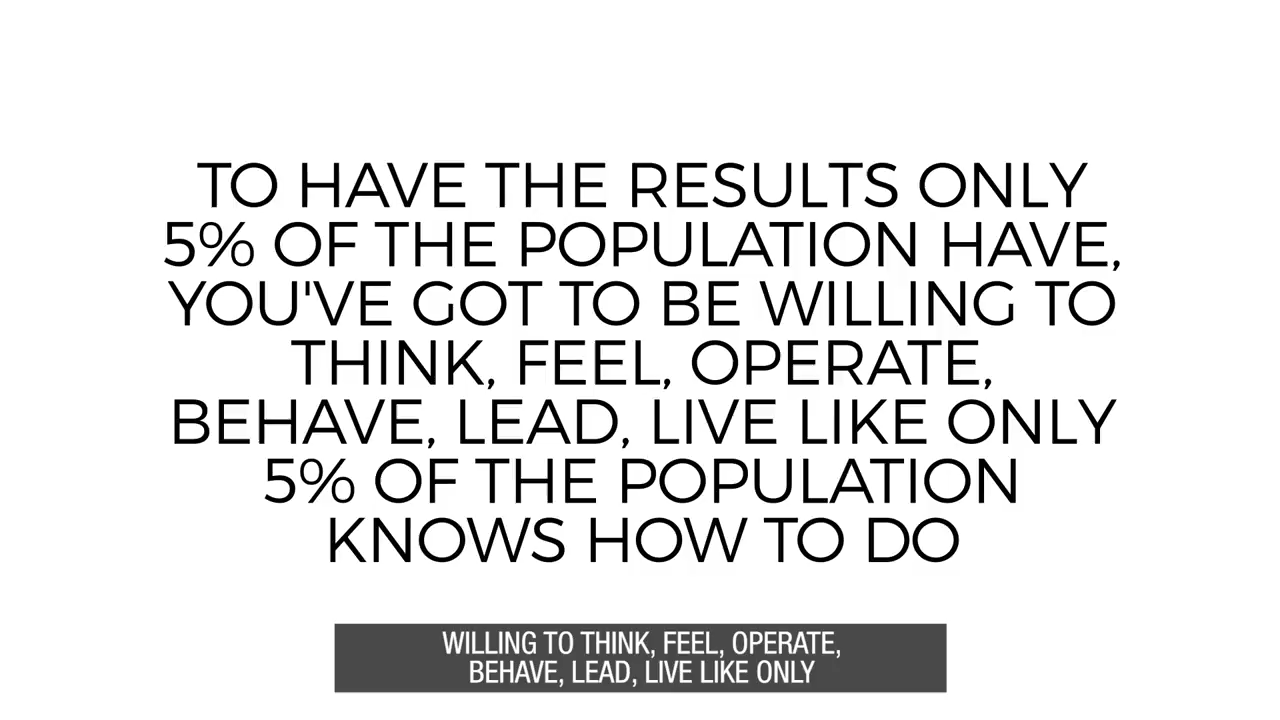 TO HAVE THE RESULTS ONLY
5% OF THE POPULATION HAVE,
YOU'VE GOT TO BE WILLING TO
THINK, FEEL, OPERATE,
BEHAVE, LEAD, LIVE LIKE ONLY
5% OF THE POPULATION
KNOWS HOW TO DO
WILLING TO THINK, FEEL, OPERATE,
BEHAVE, LEAD, LIVE LIKE ONLY